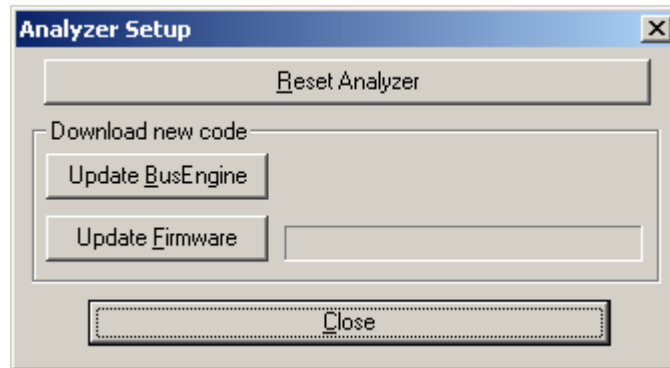 Analyzer Setup
Reset Analyzer
Download new code
Update BusEngine
Update Firmware
Close